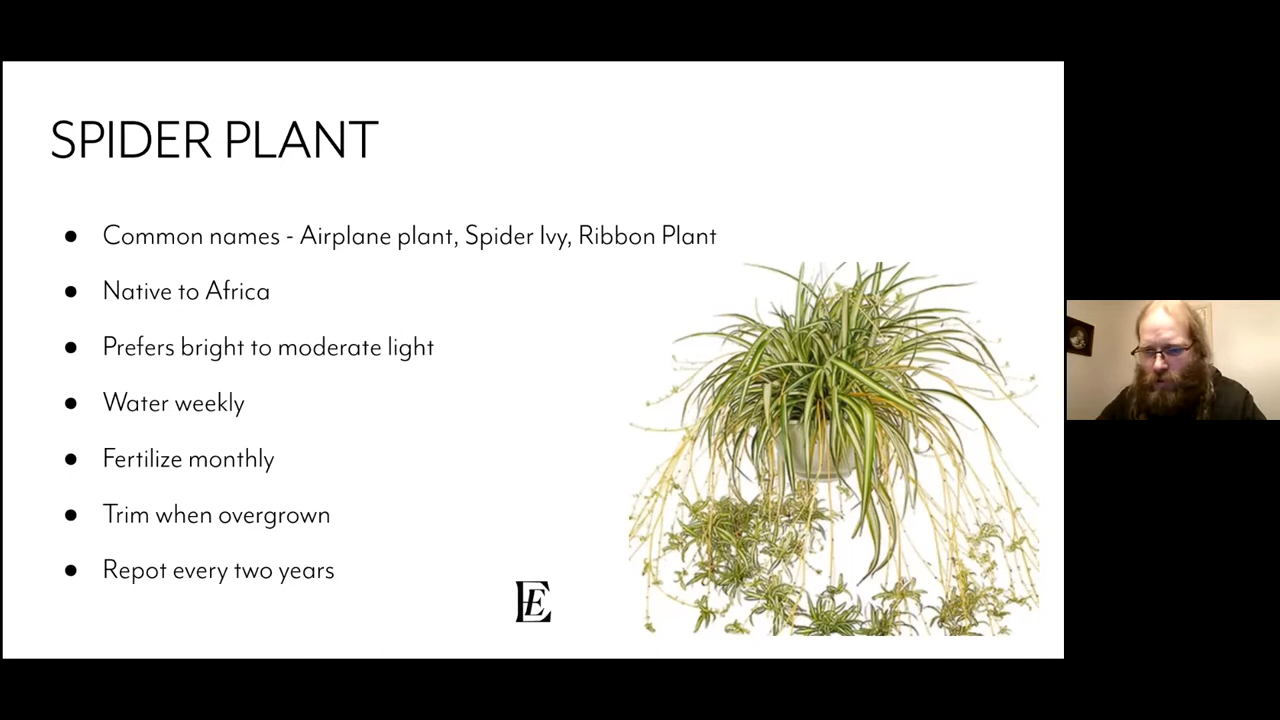 SPIDER PLANT
● Common names - Airplane plant, Spider Ivy, Ribbon Plant
● Native to Africa
● Prefers bright to moderate light
● Water weekly
● Fertilize monthly
● Trim when overgrown
● Repot every two years
E